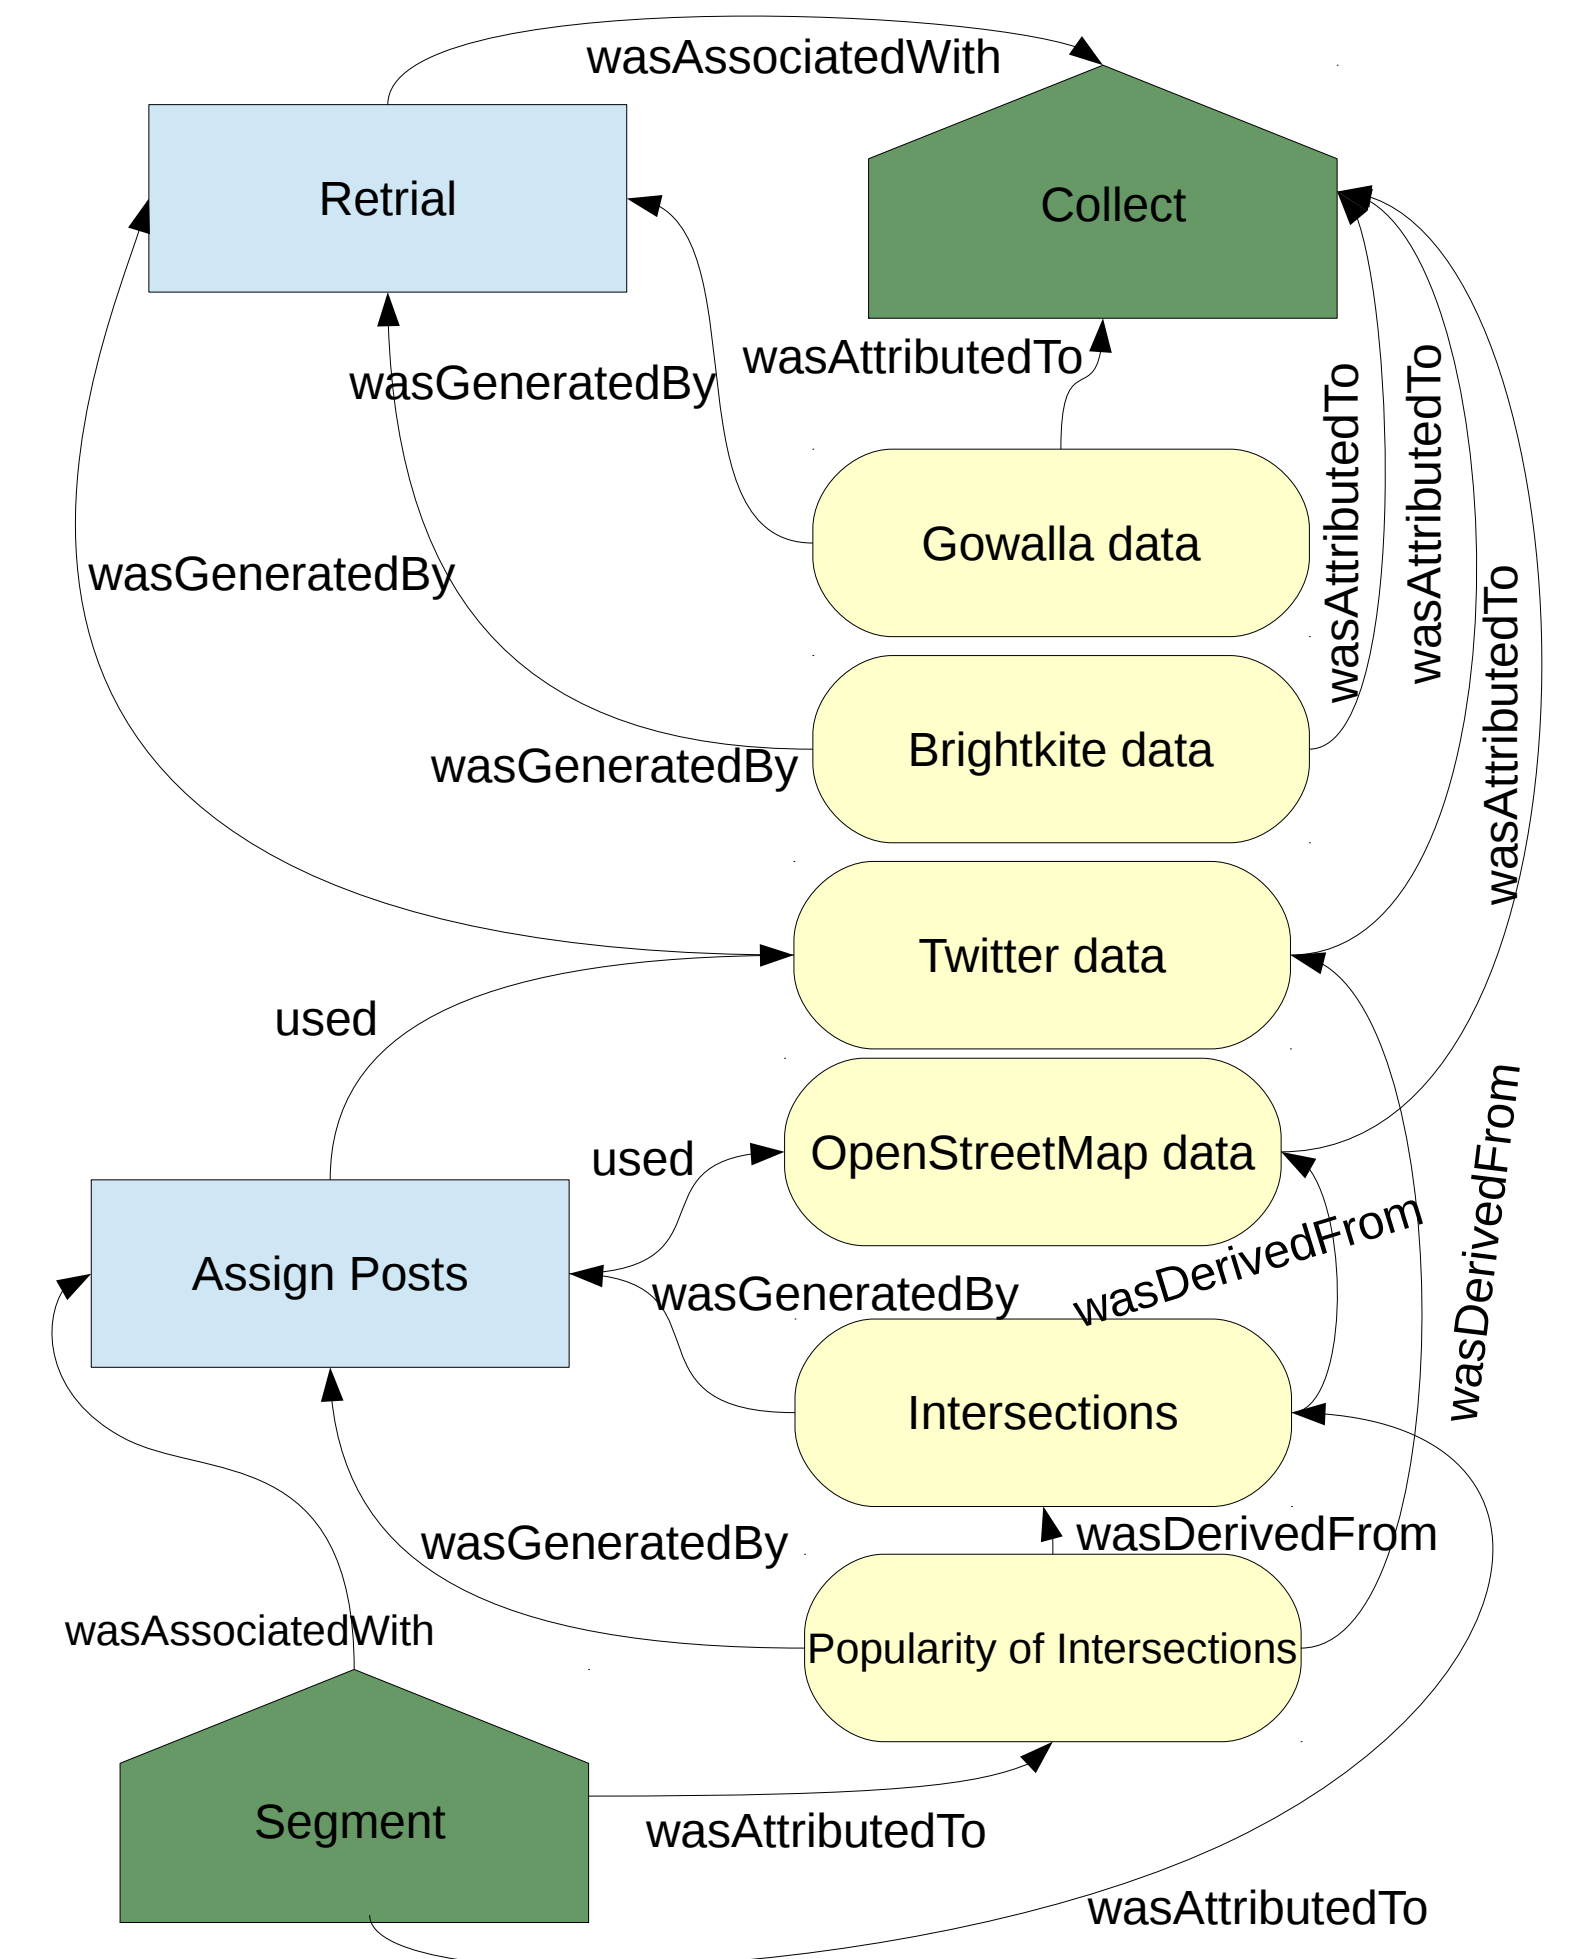 wasAssociatedWith
Retrial
Collect
wasAttributedTo
wasGeneratedBy
wasAttributedTo
wasAttributedTo
Gowalla data
wasGeneratedBy
wasAttributedTo
Brightkite data
wasGeneratedBy
Twitter data
used
OpenStreetMap data
used
wasDerivedFrom
wasDerivedFrom
Assign Posts
wasGeneratedBy
Intersections
wasDerivedFrom
wasGeneratedBy
wasAssociatedWith
Popularity of Intersections
Segment
wasAttributedTo
wasAttributedTo